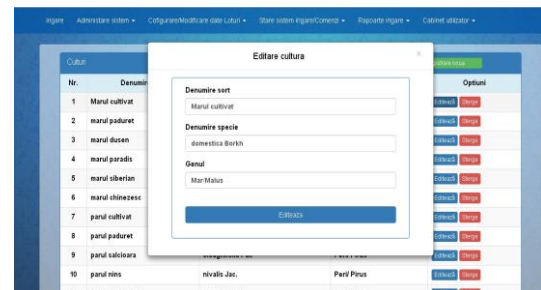 Irigare Administrare sistem Cofigurare/Modificare date Loturi Stare sistem irigare/Comenzi Rapoarte irigare Cabinet utilizator
Culturi
Editare cultura
×
Nr. Optiuni
Denumire sort
1 Marul cultivat Editează Sterge
Marul cultivat
2 marul paduret Editează Sterge
Denumire specie
3 marul dusen Editează Sterge
domestica Borkh
4 marul paradis Editează Sterge
Genul
5 marul siberian Editează Sterge
Mar/Malus
6 marul chinezesc Editează Sterge
7 parul cultivat Editează Sterge
Editeaza
8 parul paduret Editează Sterge
9 parul salcioara Editează Sterge
10 parul nins nivalis Jac. Peri/ Pirus Editează Sterge